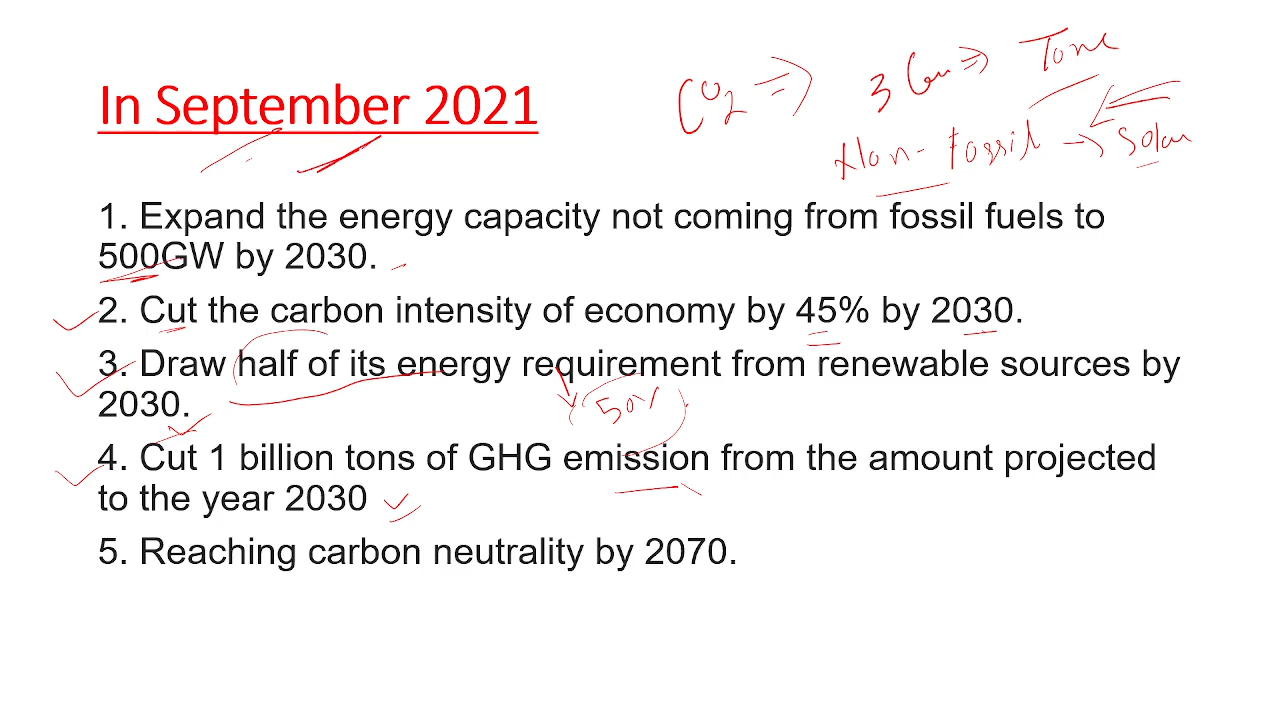 In September 2021
CO2 ⇒ 3 ⇒ Tone
Non-fossil → Solar
1. Expand the energy capacity not coming from fossil fuels to
500GW by 2030.
2. Cut the carbon intensity of economy by 45% by 2030.
3. Draw half of its energy requirement from renewable sources by
2030.
50%
4. Cut 1 billion tons of GHG emission from the amount projected
to the year 2030
5. Reaching carbon neutrality by 2070.